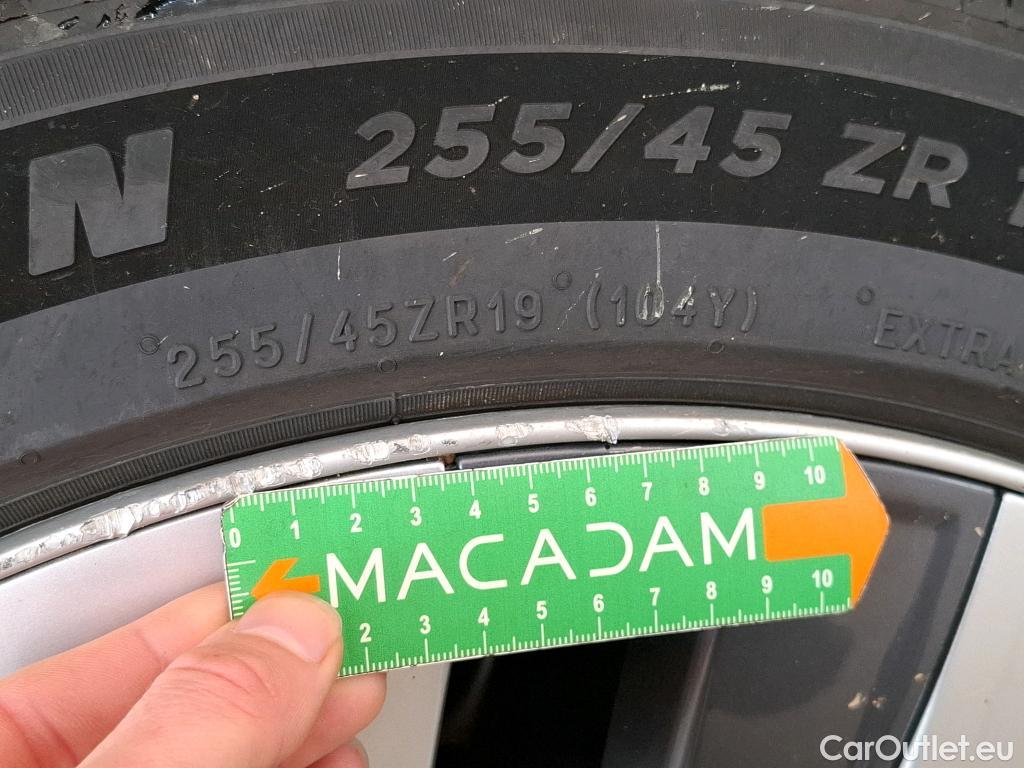 N 255/45 ZR
255/45ZR19 (104Y) EXTRA
0 1 2 3 4 5 6 7 8 9 10
MACADAM
2 3 4 5 6 7 8 9 10
CarOutlet.eu